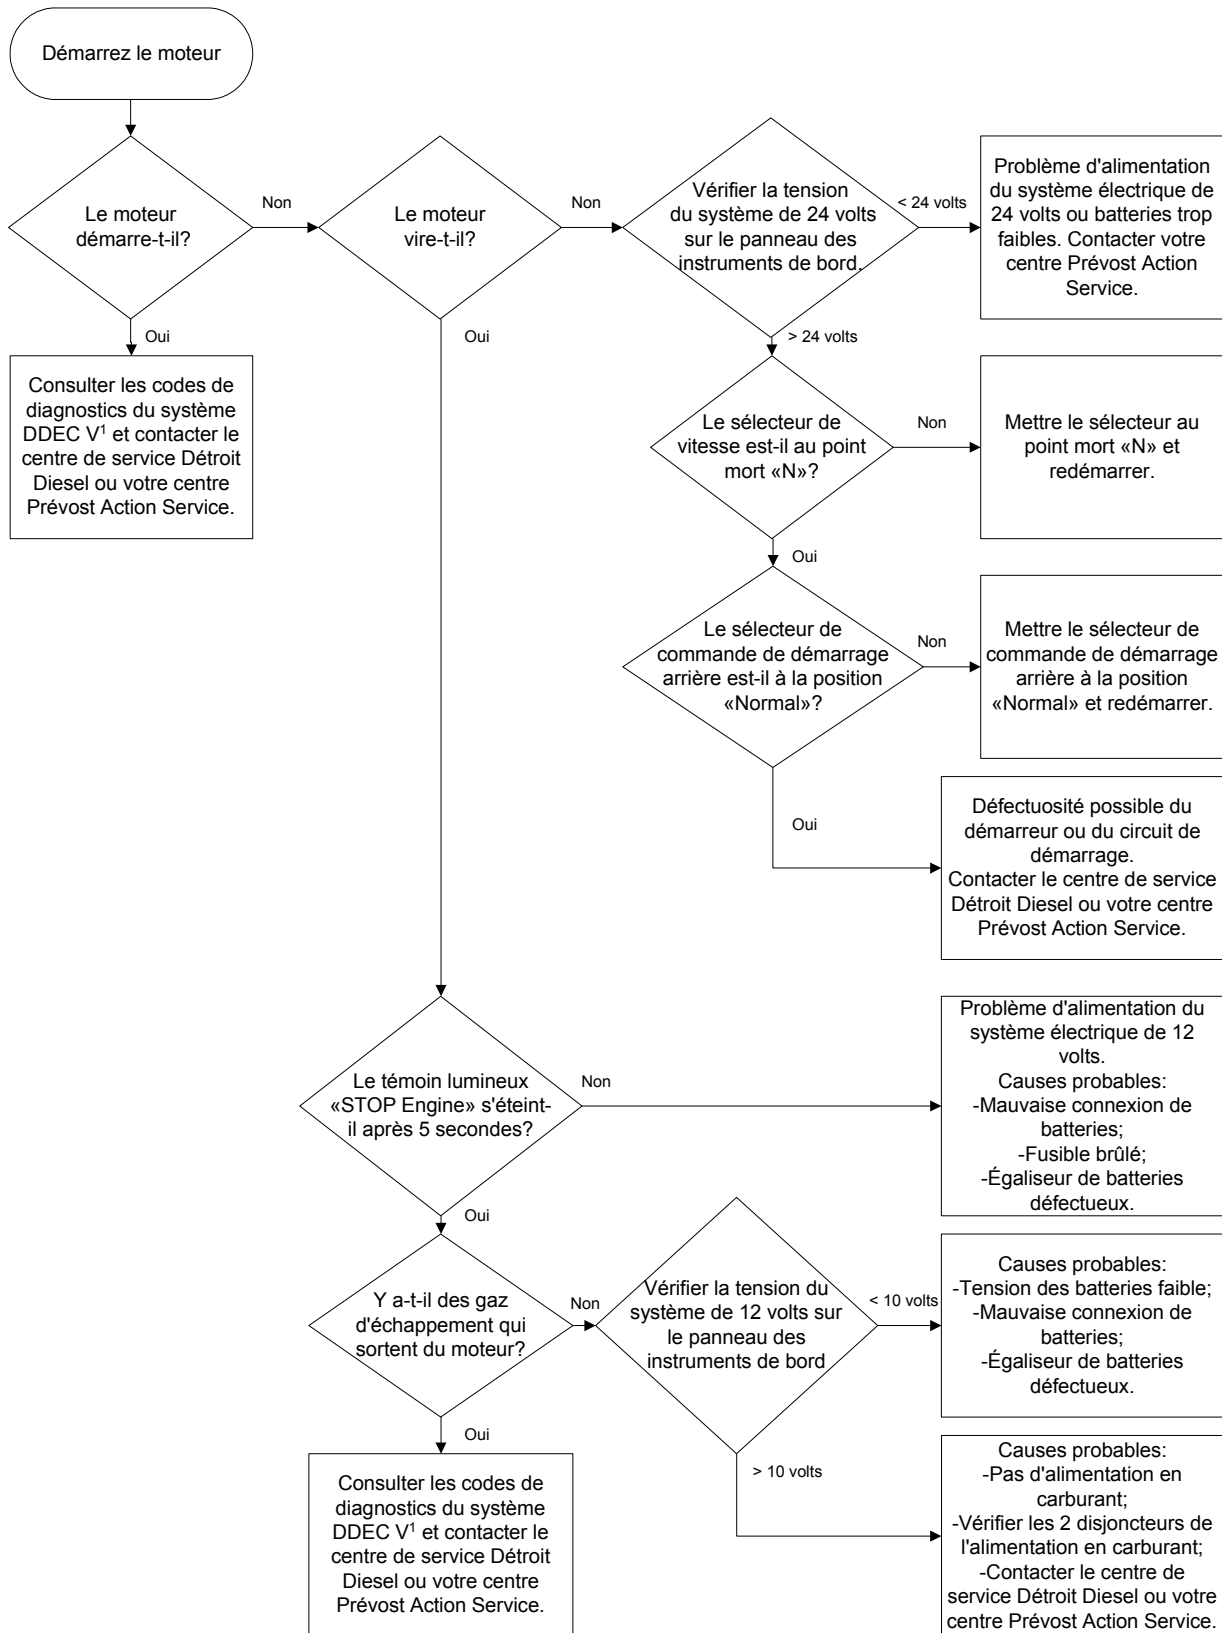 Démarrez le moteur
Le moteur
démarre-t-il?
Non
Le moteur
vire-t-il?
Non
Vérifier la tension
du système de 24 volts
sur le panneau des
instruments de bord.
< 24 volts
Problème d'alimentation
du système électrique de
24 volts ou batteries trop
faibles. Contacter votre
centre Prévost Action
Service.
Oui
Oui
> 24 volts
Consulter les codes de
diagnostics du système
DDEC V¹ et contacter le
centre de service Détroit
Diesel ou votre centre
Prévost Action Service.
Le sélecteur de
vitesse est-il au point
mort «N»?
Non
Mettre le sélecteur au
point mort «N» et
redémarrer.
Oui
Le sélecteur de
commande de démarrage
arrière est-il à la position
«Normal»?
Non
Mettre le sélecteur de
commande de démarrage
arrière à la position
«Normal» et redémarrer.
Oui
Défectuosité possible du
démarreur ou du circuit de
démarrage.
Contacter le centre de service
Détroit Diesel ou votre centre
Prévost Action Service.
Le témoin lumineux
«STOP Engine» s'éteint-
il après 5 secondes?
Non
Problème d'alimentation du
système électrique de 12
volts.
Causes probables:
-Mauvaise connexion de
batteries;
-Fusible brûlé;
-Égaliseur de batteries
défectueux.
Oui
Y a-t-il des gaz
d'échappement qui
sortent du moteur?
Non
Vérifier la tension du
système de 12 volts sur
le panneau des
instruments de bord
< 10 volts
Causes probables:
-Tension des batteries faible;
-Mauvaise connexion de
batteries;
-Égaliseur de batteries
défectueux.
Oui
> 10 volts
Consulter les codes de
diagnostics du système
DDEC V¹ et contacter le
centre de service Détroit
Diesel ou votre centre
Prévost Action Service.
Causes probables:
-Pas d'alimentation en
carburant;
-Vérifier les 2 disjoncteurs de
l'alimentation en carburant;
-Contacter le centre de
service Détroit Diesel ou votre
centre Prévost Action Service.